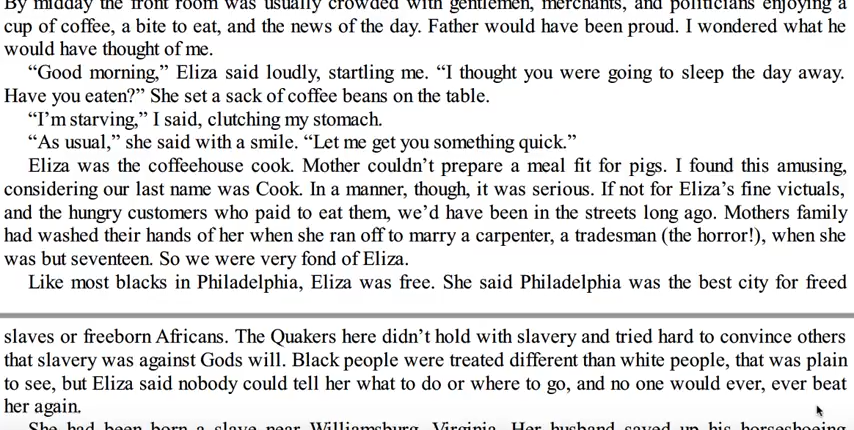 By midday the front room was usually crowded with gentlemen, merchants, and politicians enjoying a
cup of coffee, a bite to eat, and the news of the day. Father would have been proud. I wondered what he
would have thought of me.
“Good morning,” Eliza said loudly, startling me. “I thought you were going to sleep the day away.
Have you eaten?” She set a sack of coffee beans on the table.
“I’m starving,” I said, clutching my stomach.
“As usual,” she said with a smile. “Let me get you something quick.”
Eliza was the coffeehouse cook. Mother couldn’t prepare a meal fit for pigs. I found this amusing,
considering our last name was Cook. In a manner, though, it was serious. If not for Eliza’s fine victuals,
and the hungry customers who paid to eat them, we’d have been in the streets long ago. Mothers family
had washed their hands of her when she ran off to marry a carpenter, a tradesman (the horror!), when she
was but seventeen. So we were very fond of Eliza.
Like most blacks in Philadelphia, Eliza was free. She said Philadelphia was the best city for freed
slaves or freeborn Africans. The Quakers here didn’t hold with slavery and tried hard to convince others
that slavery was against Gods will. Black people were treated different than white people, that was plain
to see, but Eliza said nobody could tell her what to do or where to go, and no one would ever, ever beat
her again.
She had been born a slave near Williamsburg, Virginia. Her husband saved up his horseshoeing